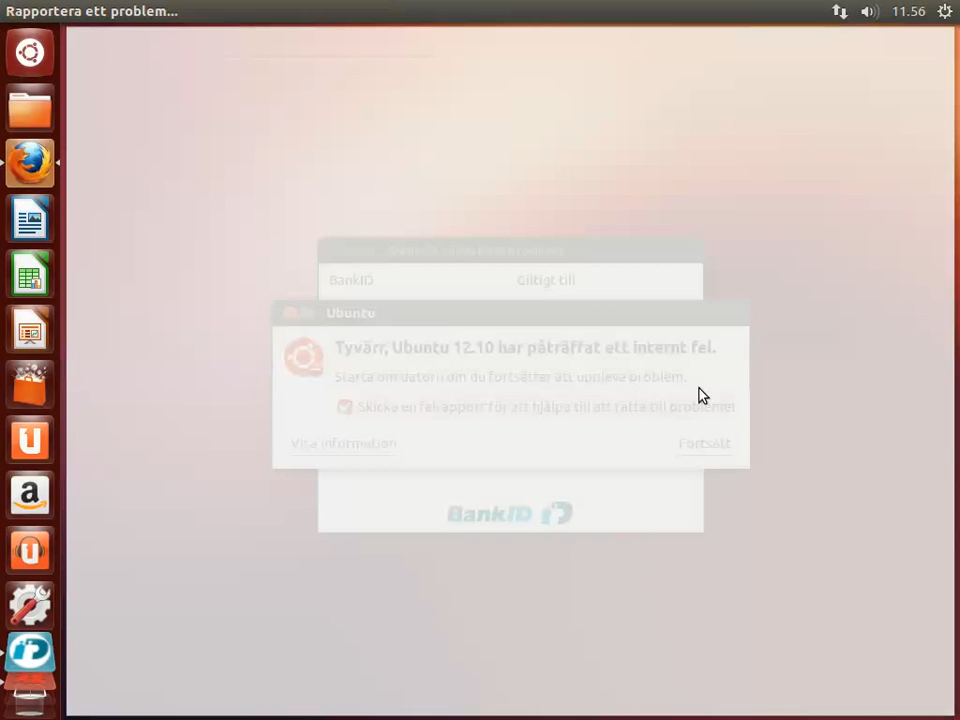 Rapportera ett problem...
11.56
BankID
Giltigt till
Ubuntu
Tyvärr, Ubuntu 12.10 har påträffat ett internt fel.
Starta om datorn om du fortsätter att uppleva problem.
Skicka en felrapport för att hjälpa till att rätta till problemet
Visa information
Fortsätt
BankID